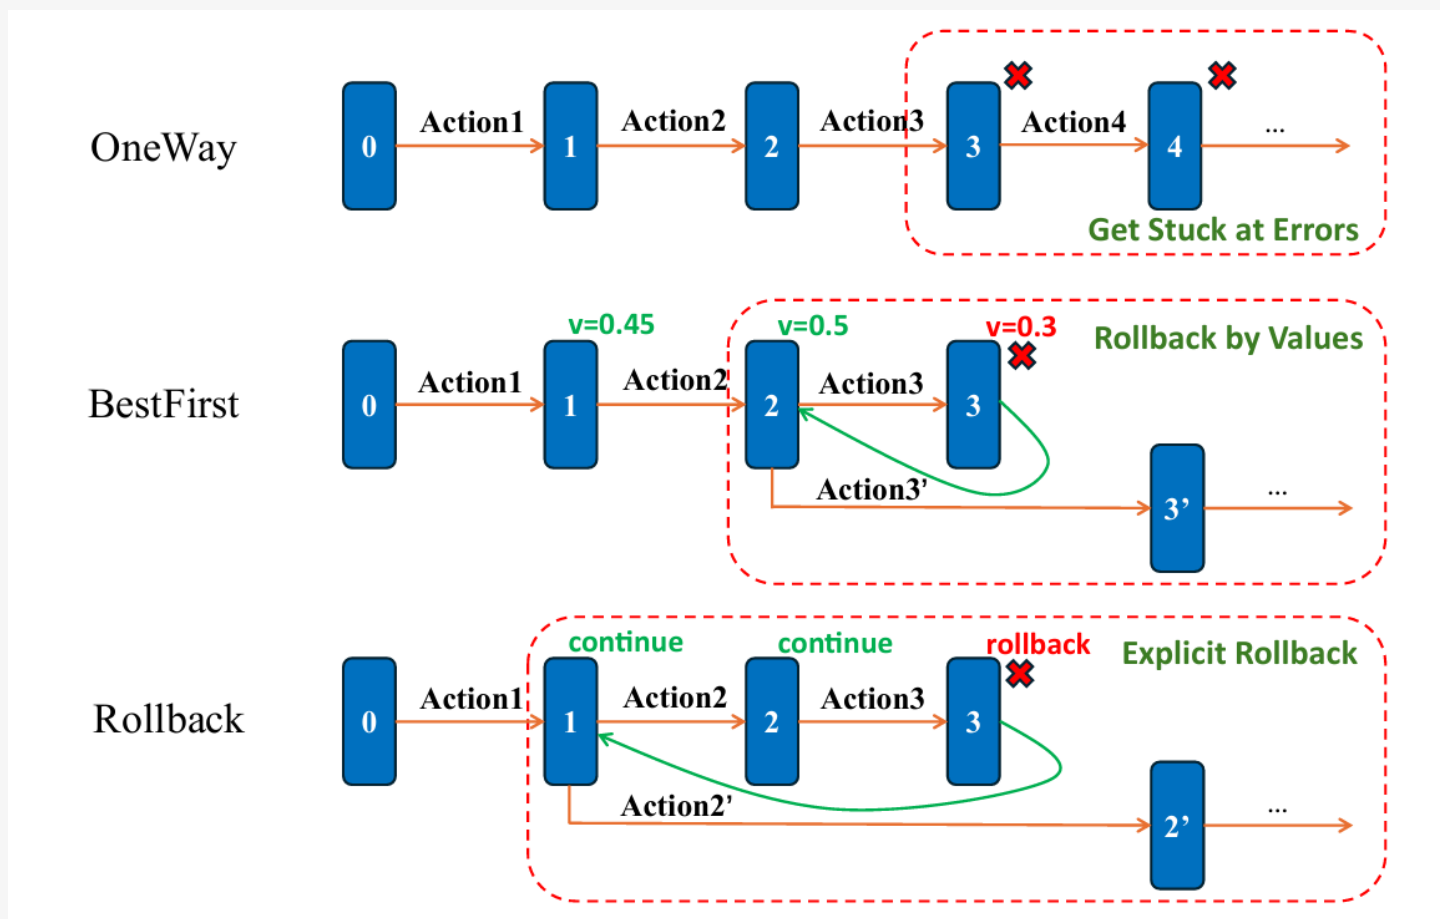 OneWay
0
Action1
1
Action2
2
Action3
3
Action4
4
...
Get Stuck at Errors
BestFirst
v=0.45
v=0.5
v=0.3
Rollback by Values
0
Action1
1
Action2
2
Action3
3
Action3’
3’
...
Rollback
continue
continue
rollback
Explicit Rollback
0
Action1
1
Action2
2
Action3
3
Action2’
2’
...